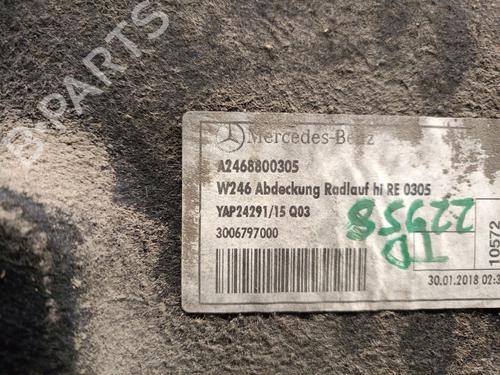 B-PARTS
Mercedes-Benz
A2468800305
W246 Abdeckung Radlauf hi RE 0305
YAP24291/15 Q03
3006797000
TD
22958
10572
30.01.2018 02:3